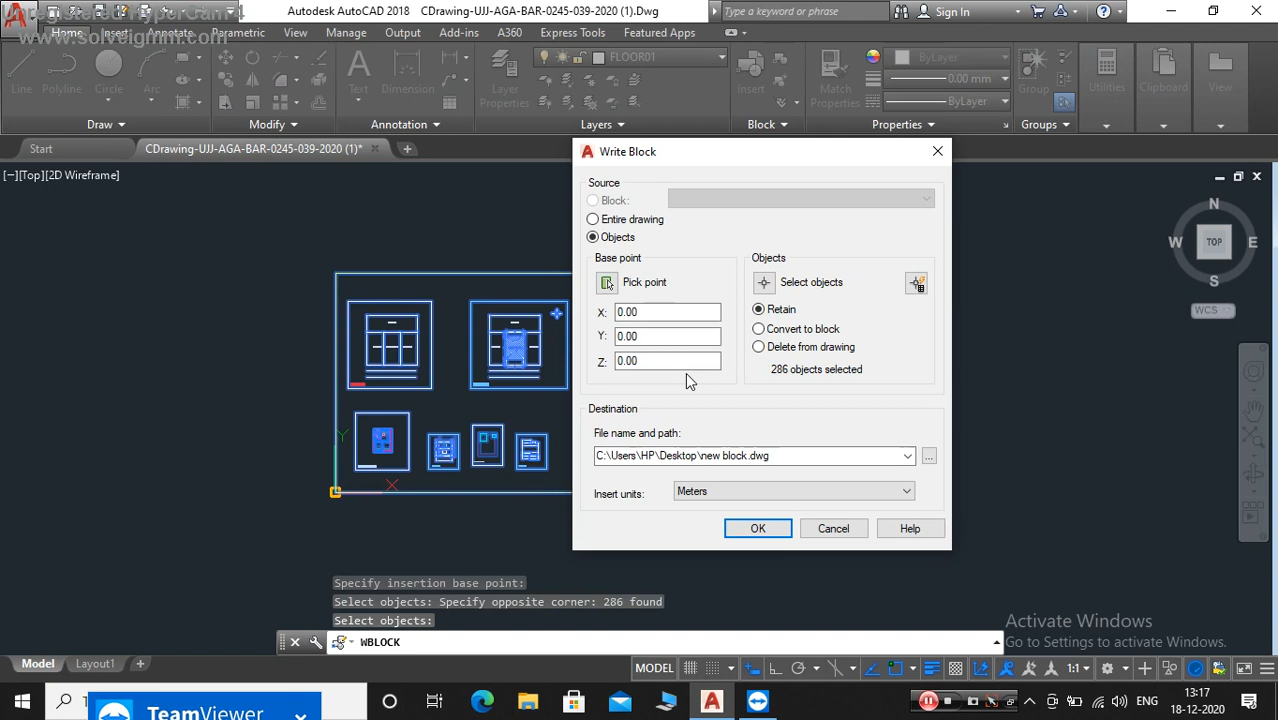 Unregistered HyperCam 4
www.solveigmm.com
Autodesk AutoCAD 2018
CDrawing-UJJ-AGA-BAR-0245-039-2020 (1).Dwg
Type a keyword or phrase
Sign In
Home
Insert
Annotate
Parametric
View
Manage
Output
Add-ins
A360
Express Tools
Featured Apps
Line
Polyline
Circle
Arc
Text
Dimension
Layer
Properties
FLOOR01
Insert
Match
Properties
ByLayer
0.00 mm
ByLayer
Group
Utilities
Clipboard
View
Draw
Modify
Annotation
Layers
Block
Properties
Groups
Start
CDrawing-UJJ-AGA-BAR-0245-039-2020 (1)*
[−][Top][2D Wireframe]
Write Block
Source
Block:
Entire drawing
Objects
Base point
Pick point
X: 0.00
Y: 0.00
Z: 0.00
Objects
Select objects
Retain
Convert to block
Delete from drawing
286 objects selected
Destination
File name and path:
C:\Users\HP\Desktop\new block.dwg
...
Insert units:
Meters
OK
Cancel
Help
N
W
TOP
E
S
WCS
Y
X
Specify insertion base point:
Select objects: Specify opposite corner: 286 found
Select objects:
WBLOCK
Activate Windows
Go to Settings to activate Windows.
Model
Layout1
MODEL
1:1
T
TeamViewer
ENG
13:17
18-12-2020